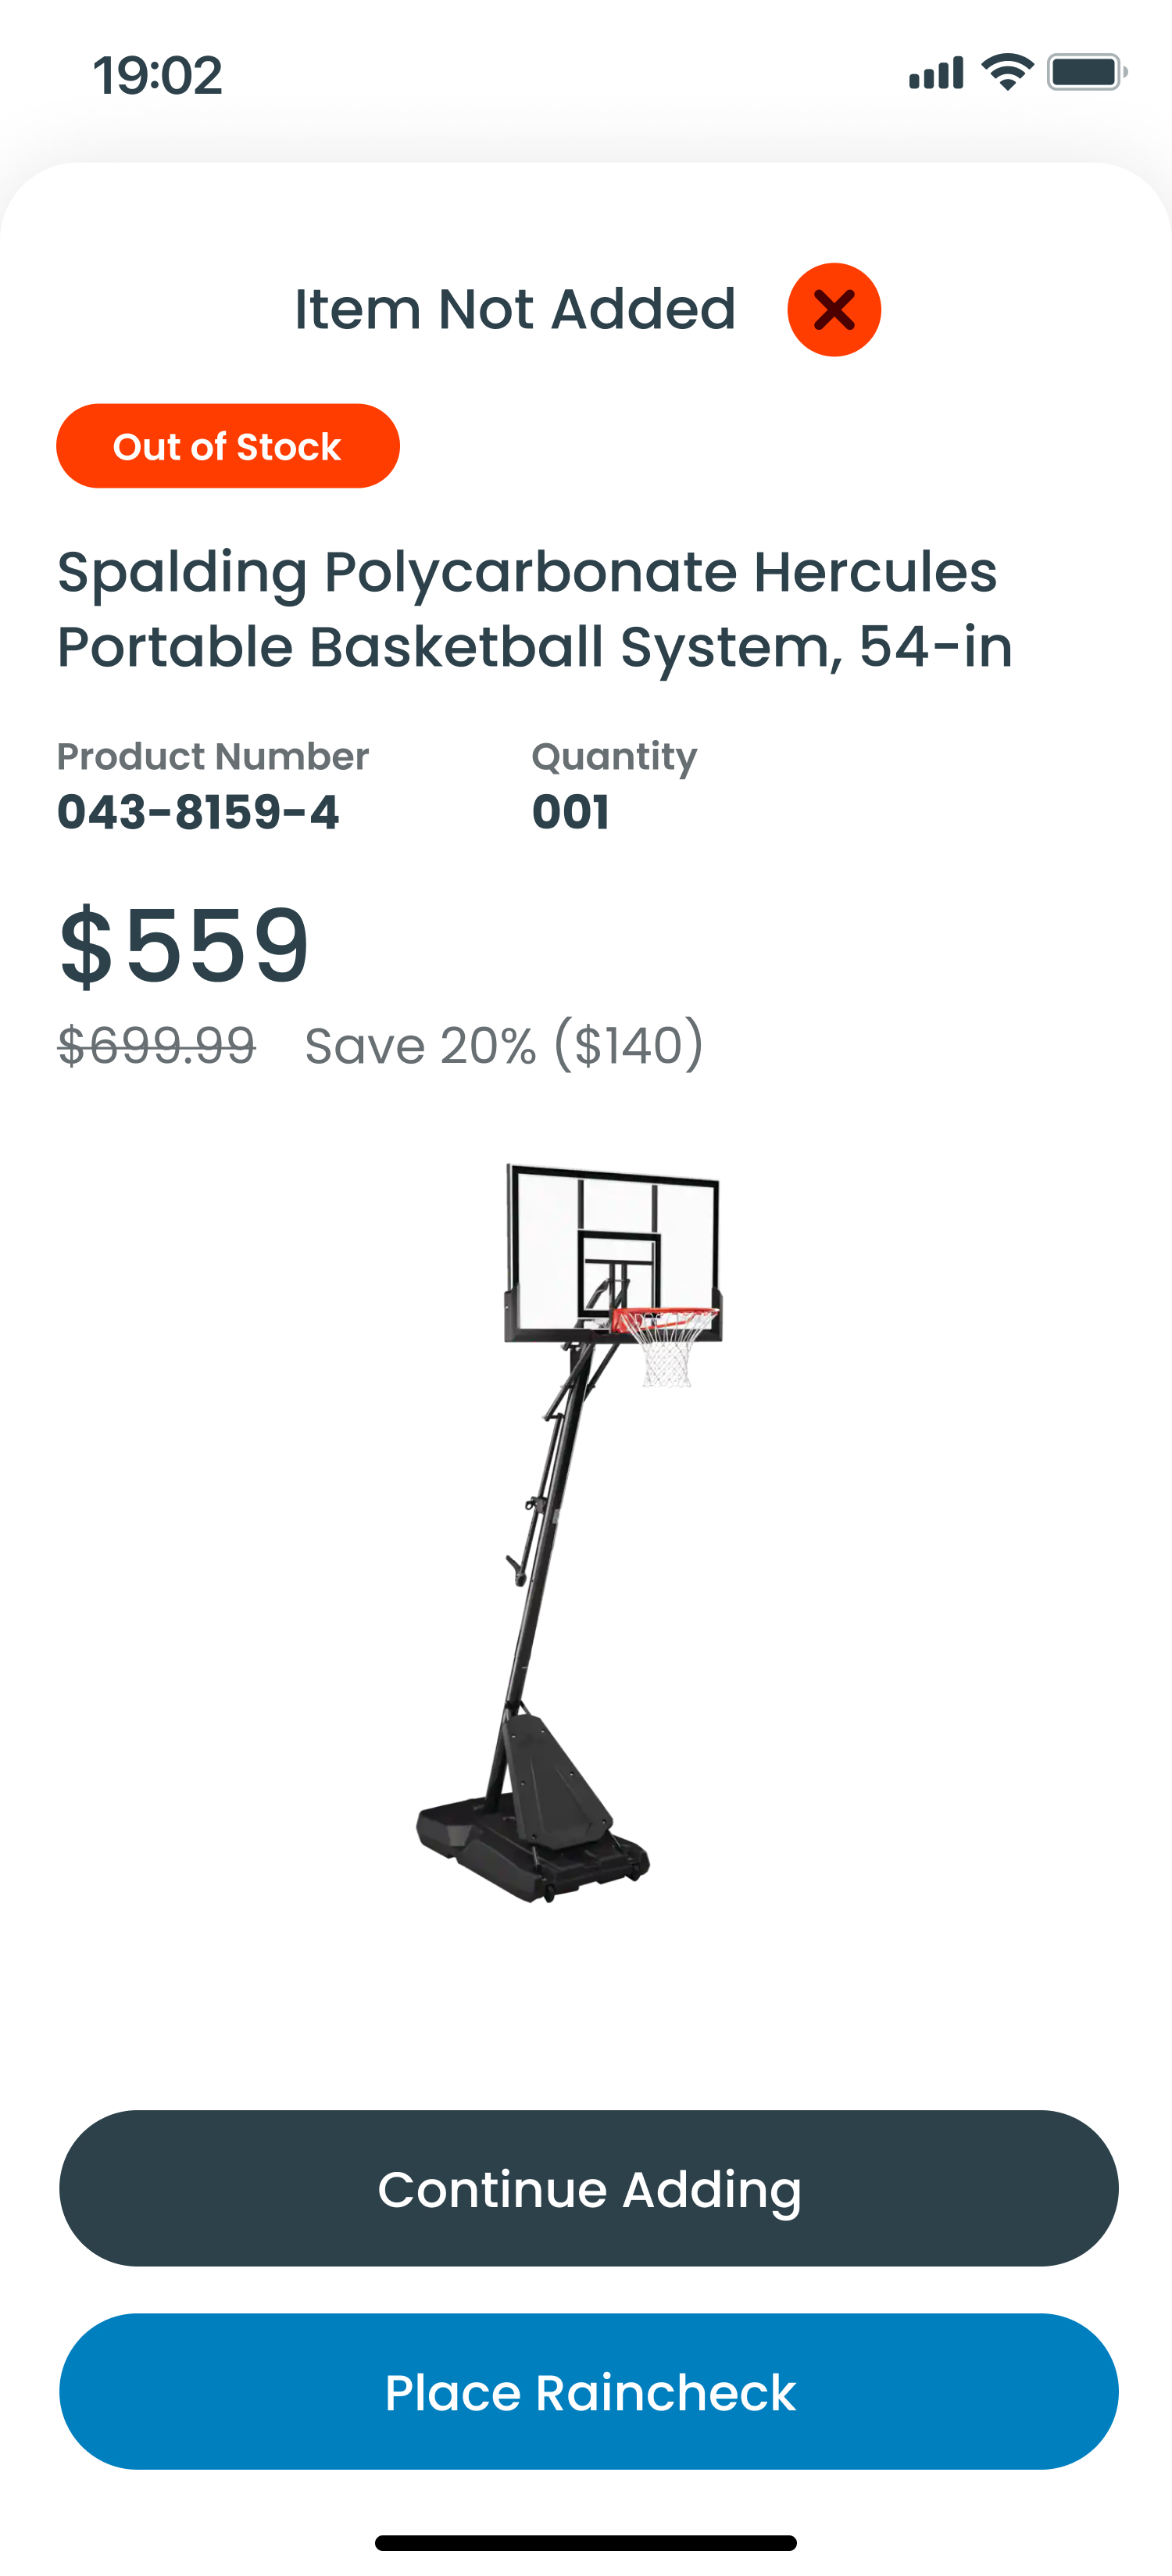 19:02
Item Not Added
Out of Stock
Spalding Polycarbonate Hercules
Portable Basketball System, 54-in
Product Number Quantity
043-8159-4 001
$559
$699.99 Save 20% ($140)
Continue Adding
Place Raincheck